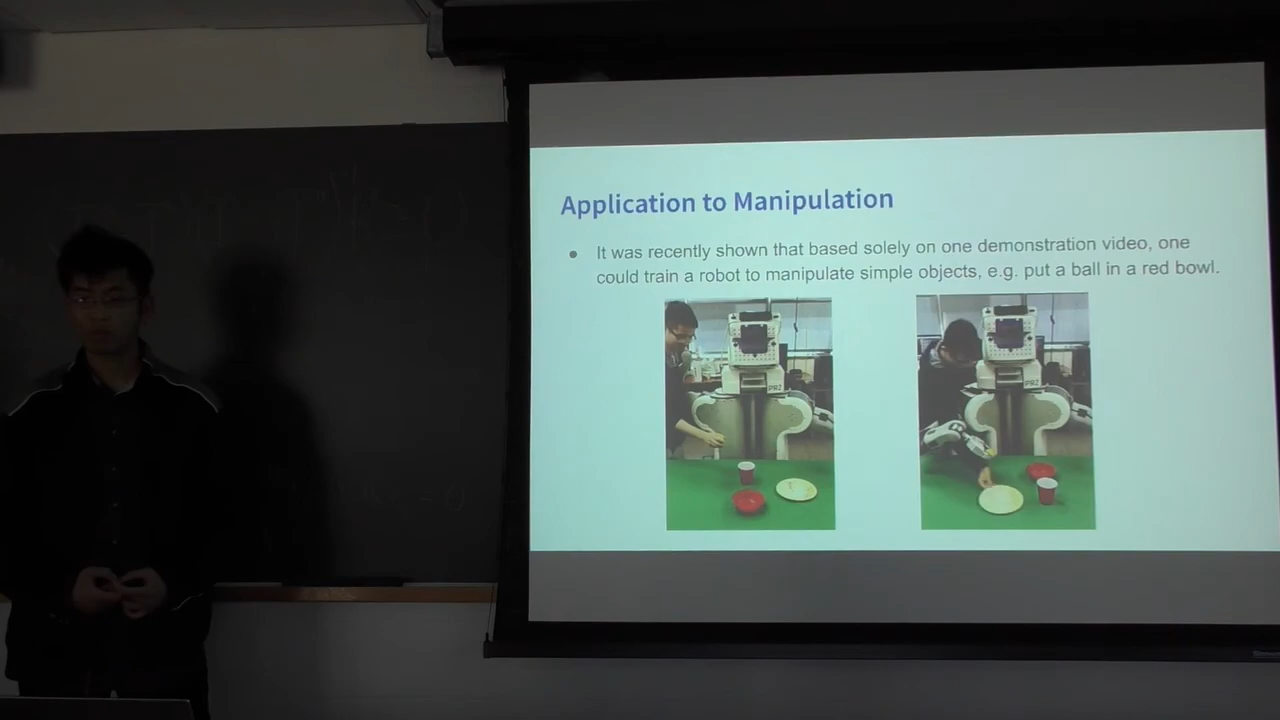 Application to Manipulation
● It was recently shown that based solely on one demonstration video, one
could train a robot to manipulate simple objects, e.g. put a ball in a red bowl.
PR2
PR2